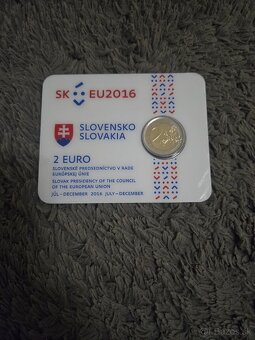 SK EU2016
SLOVENSKO
SLOVAKIA
2 EURO
SLOVENSKÉ PREDSEDNÍCTVO V RADE
EURÓPSKEJ ÚNIE
SLOVAK PRESIDENCY OF THE COUNCIL
OF THE EUROPEAN UNION
JÚL–DECEMBER 2016 JULY–DECEMBER